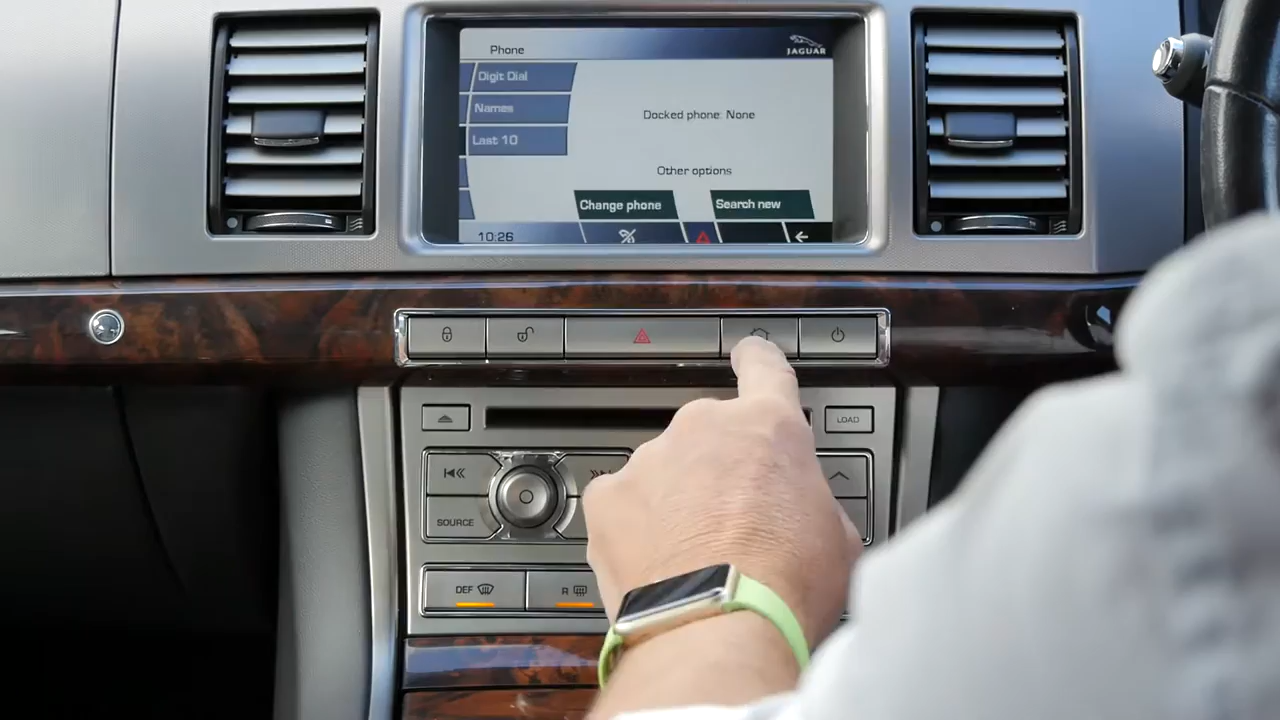 Phone
JAGUAR
Digit Dial
Names
Last 10
Docked phone: None
Other options
Change phone
Search new
10:26
LOAD
SOURCE
DEF
R